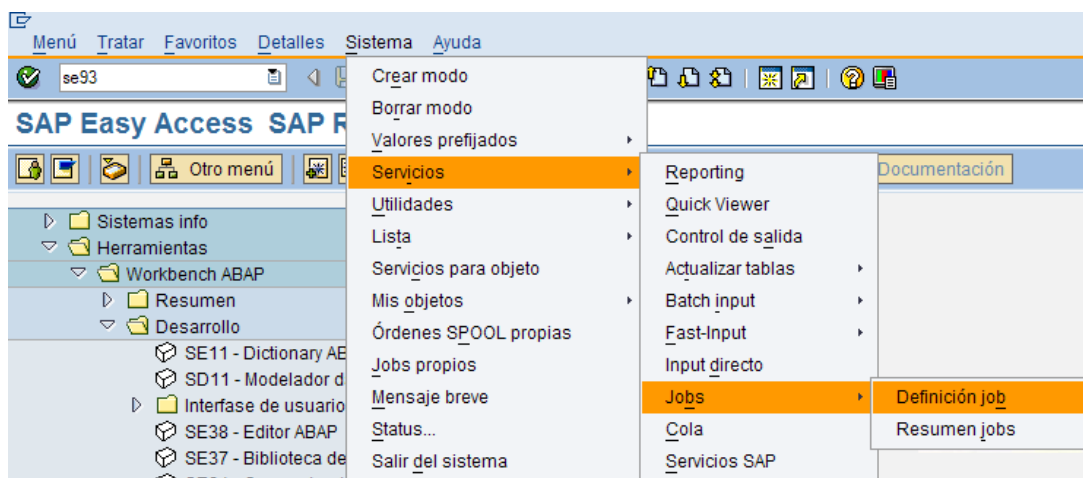 Menú Tratar Favoritos Detalles Sistema Ayuda
se93
SAP Easy Access SAP R
Otro menú
Documentación
Sistemas info
Herramientas
Workbench ABAP
Resumen
Desarrollo
SE11 - Dictionary AB
SD11 - Modelador d
Interfase de usuario
SE38 - Editor ABAP
SE37 - Biblioteca de
Crear modo
Borrar modo
Valores prefijados
Servicios
Utilidades
Lista
Servicios para objeto
Mis objetos
Órdenes SPOOL propias
Jobs propios
Mensaje breve
Status...
Salir del sistema
Reporting
Quick Viewer
Control de salida
Actualizar tablas
Batch input
Fast-Input
Input directo
Jobs
Cola
Servicios SAP
Definición job
Resumen jobs